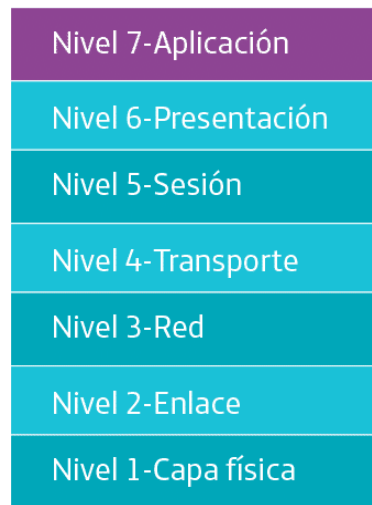 Nivel 7-Aplicación
Nivel 6-Presentación
Nivel 5-Sesión
Nivel 4-Transporte
Nivel 3-Red
Nivel 2-Enlace
Nivel 1-Capa física